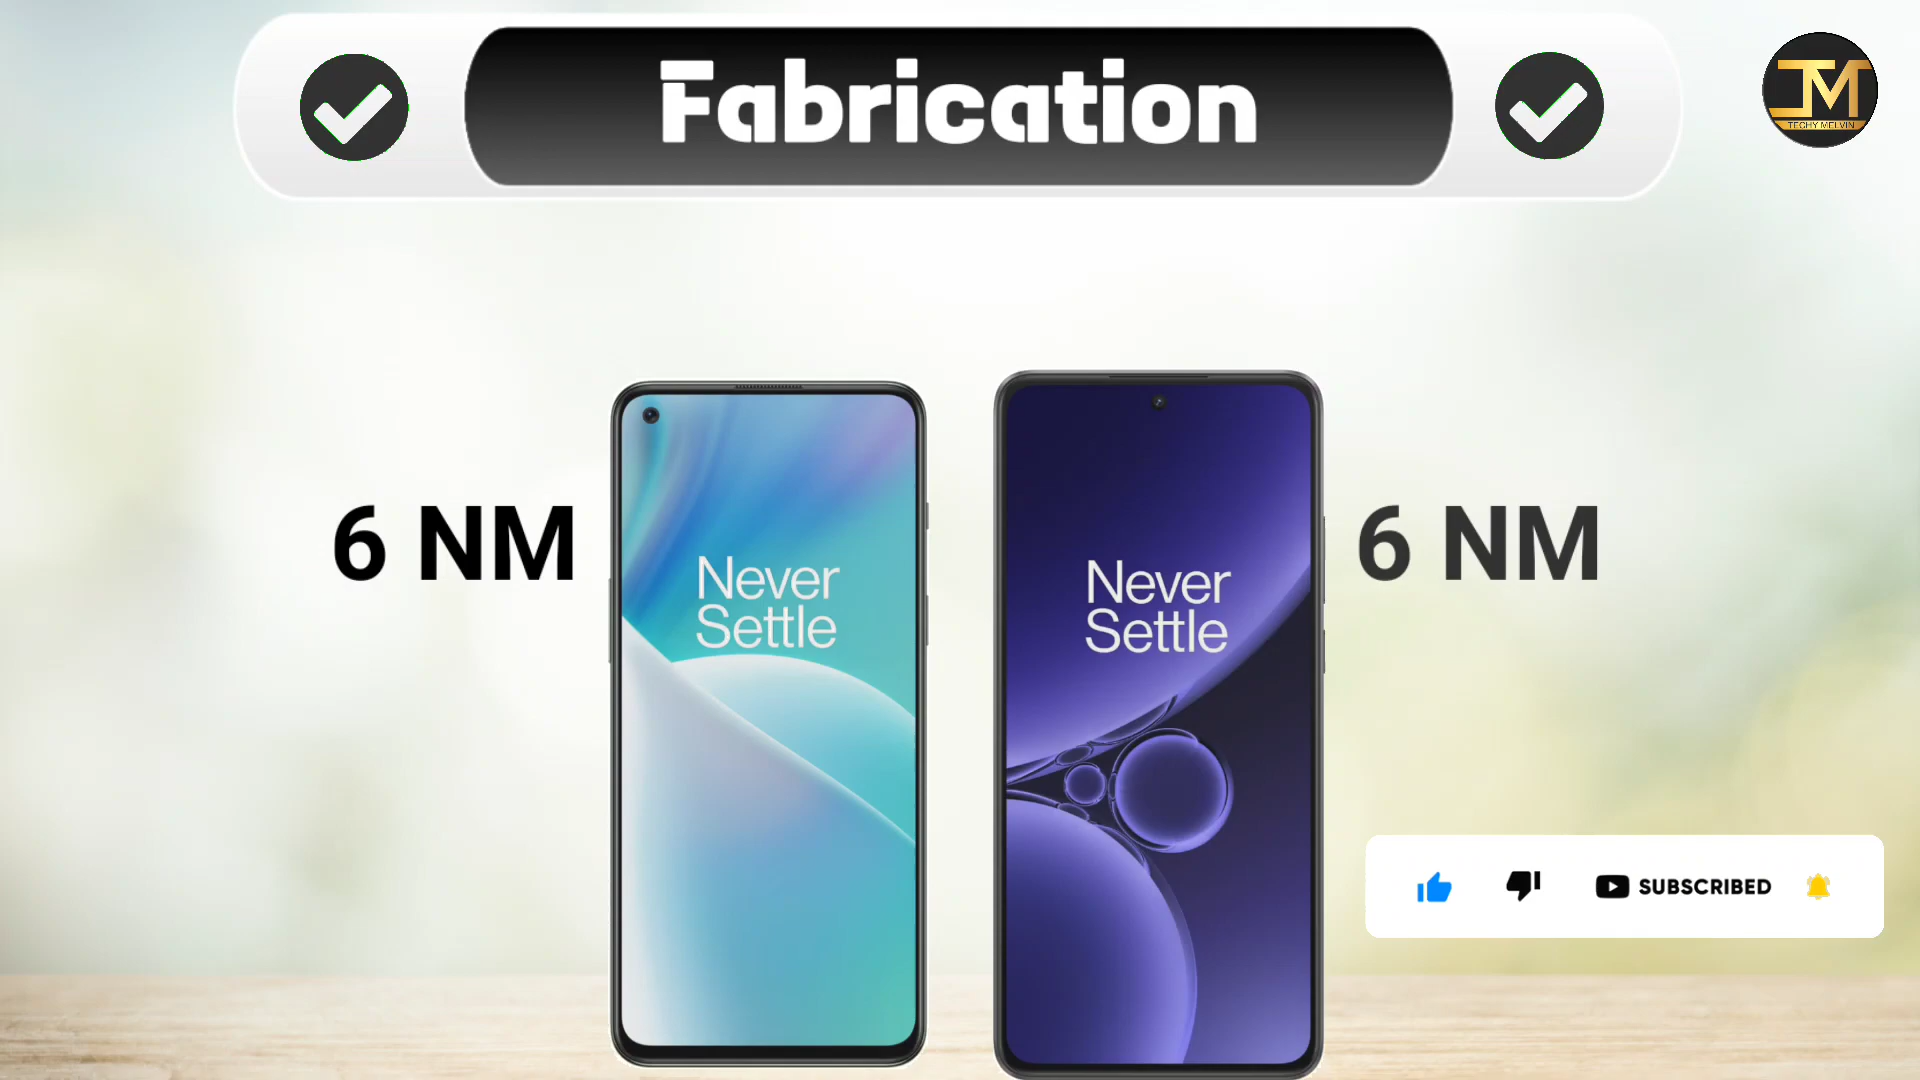 Fabrication
TECHY MELVIN
6 NM
Never
Settle
Never
Settle
6 NM
SUBSCRIBED